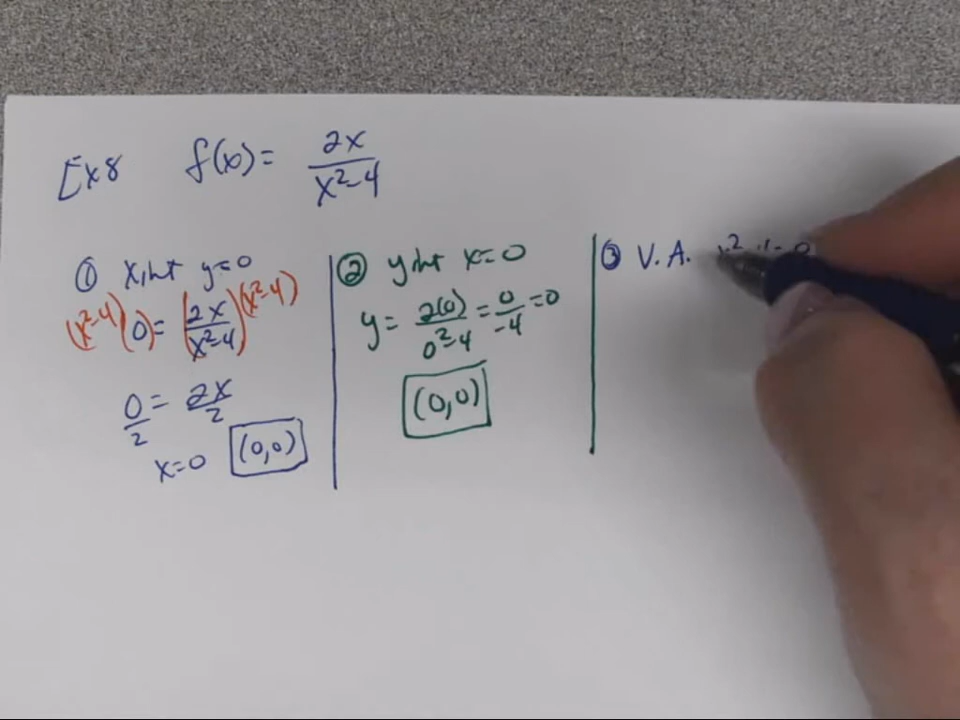 Ex8 f(x) = 2x / x²-4
① x,int y=0
(x²-4)(0) = (2x / x²-4)(x²-4)
0/2 = 2x/2
x=0 (0,0)
② y int x=0
y = 2(0) / 0²-4 = 0/-4 = 0
(0,0)
③ V.A.